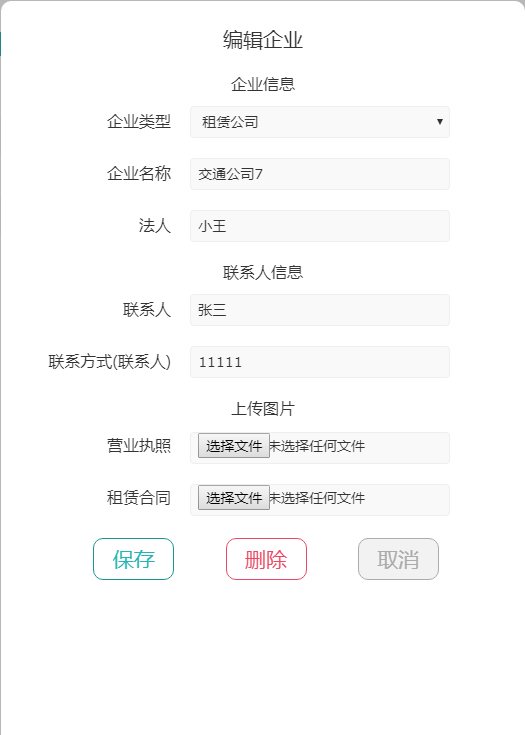 编辑企业
企业信息
企业类型 租赁公司
企业名称 交通公司7
法人 小王
联系人信息
联系人 张三
联系方式(联系人) 11111
上传图片
营业执照 选择文件 未选择任何文件
租赁合同 选择文件 未选择任何文件
保存 删除 取消